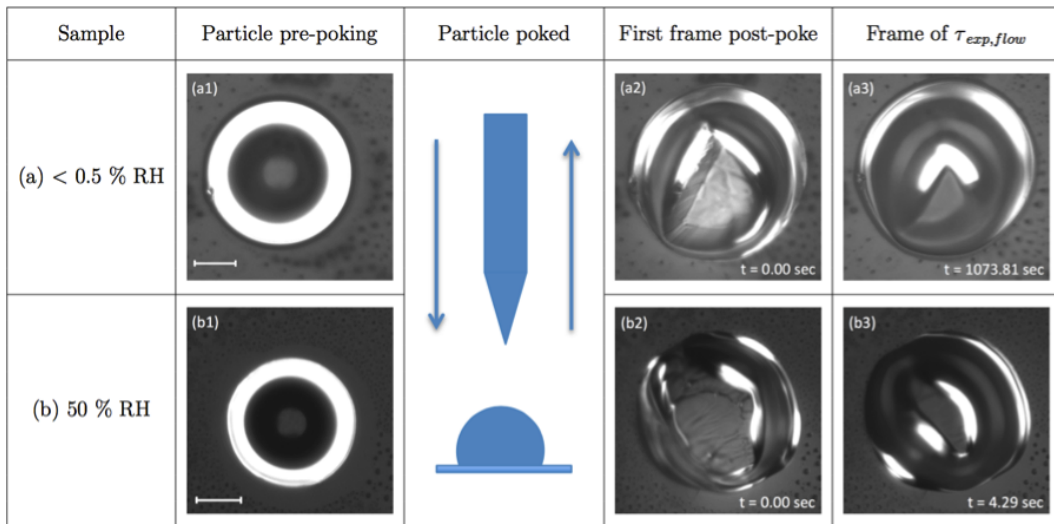 Sample Particle pre-poking Particle poked First frame post-poke Frame of τexp,flow
(a) < 0.5 % RH
(a1)
(a2)
t = 0.00 sec
(a3)
t = 1073.81 sec
(b) 50 % RH
(b1)
(b2)
t = 0.00 sec
(b3)
t = 4.29 sec